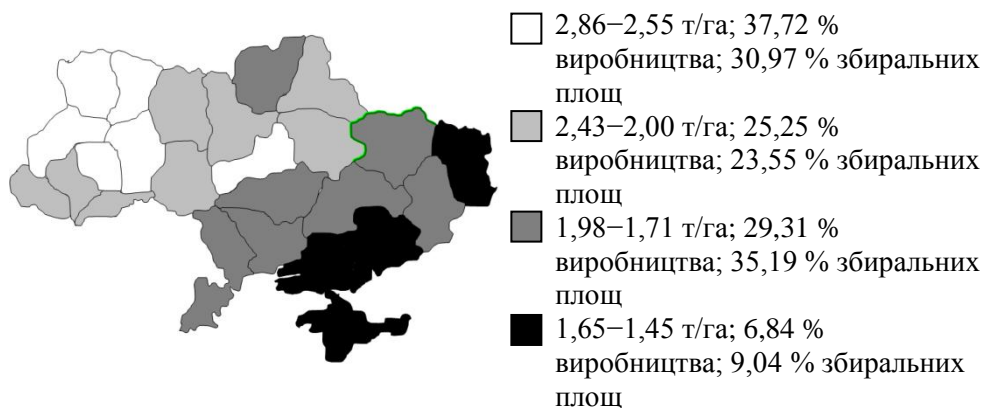 2,86−2,55 т/га; 37,72 %
виробництва; 30,97 % збиральних
площ
2,43−2,00 т/га; 25,25 %
виробництва; 23,55 % збиральних
площ
1,98−1,71 т/га; 29,31 %
виробництва; 35,19 % збиральних
площ
1,65−1,45 т/га; 6,84 %
виробництва; 9,04 % збиральних
площ